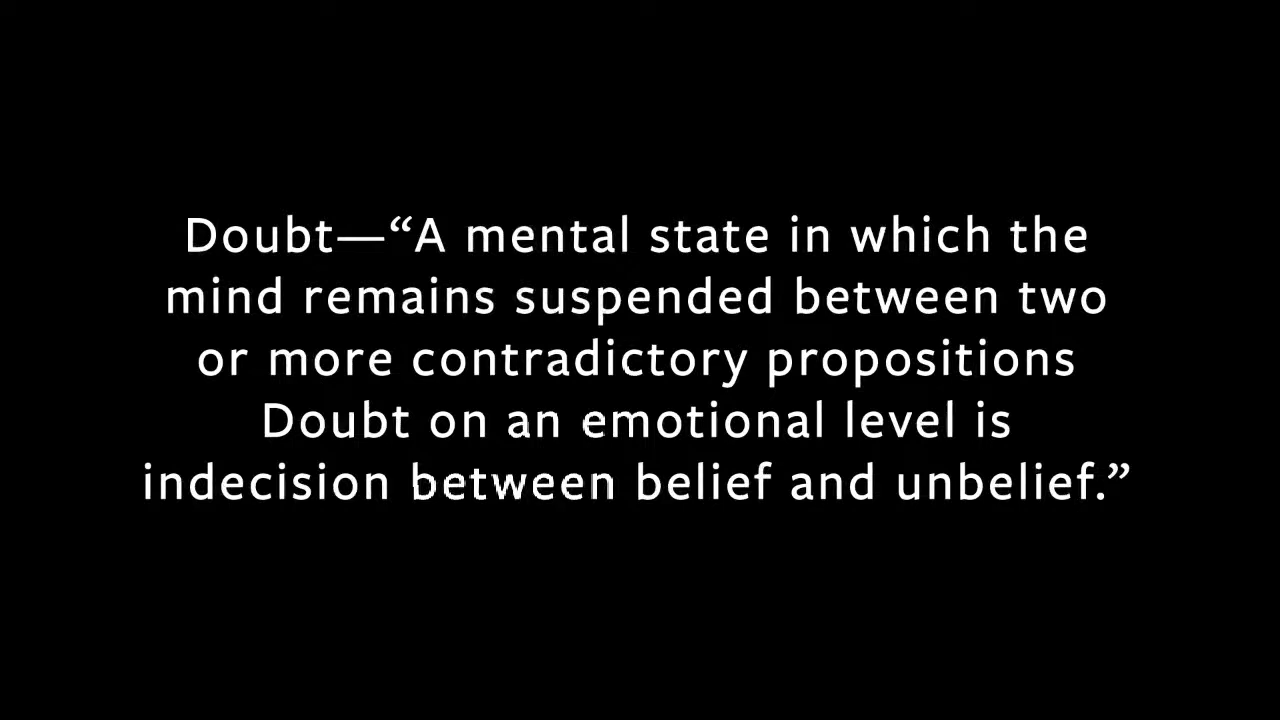 Doubt—“A mental state in which the
mind remains suspended between two
or more contradictory propositions
Doubt on an emotional level is
indecision between belief and unbelief.”